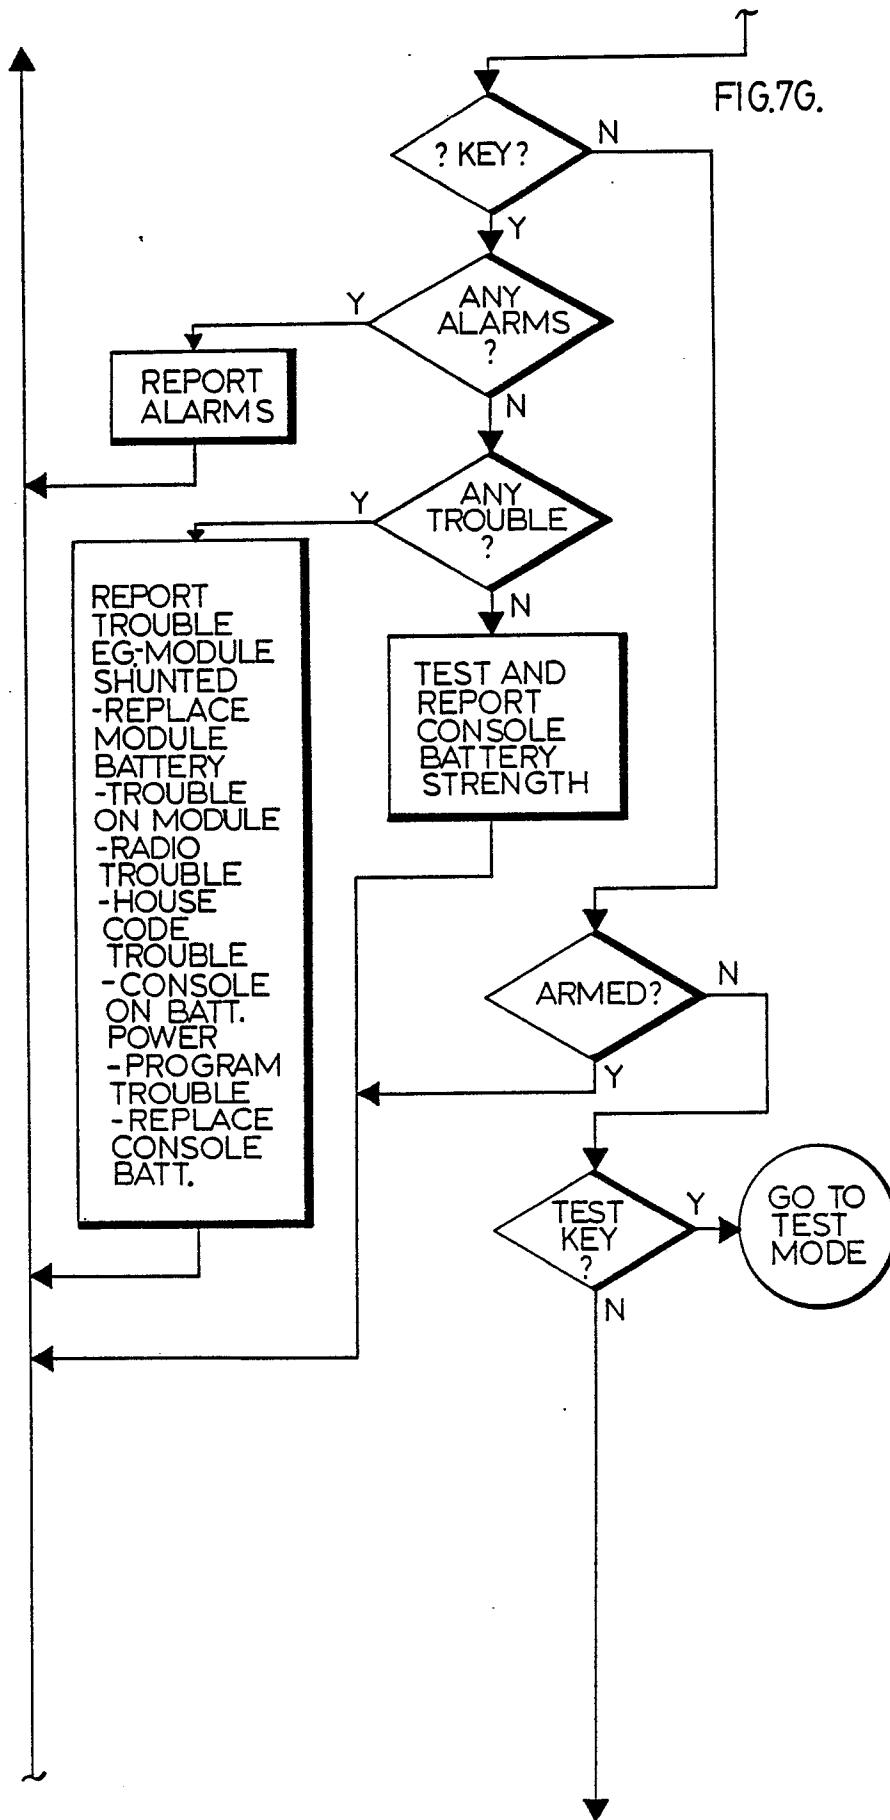 FIG.7G.
? KEY?
N
Y
ANY
ALARMS
?
Y
N
REPORT
ALARMS
ANY
TROUBLE
?
Y
N
REPORT
TROUBLE
EG-MODULE
SHUNTED
-REPLACE
MODULE
BATTERY
-TROUBLE
ON MODULE
-RADIO
TROUBLE
-HOUSE
CODE
TROUBLE
-CONSOLE
ON BATT.
POWER
-PROGRAM
TROUBLE
-REPLACE
CONSOLE
BATT.
TEST AND
REPORT
CONSOLE
BATTERY
STRENGTH
ARMED?
N
Y
TEST
KEY
?
Y
N
GO TO
TEST
MODE